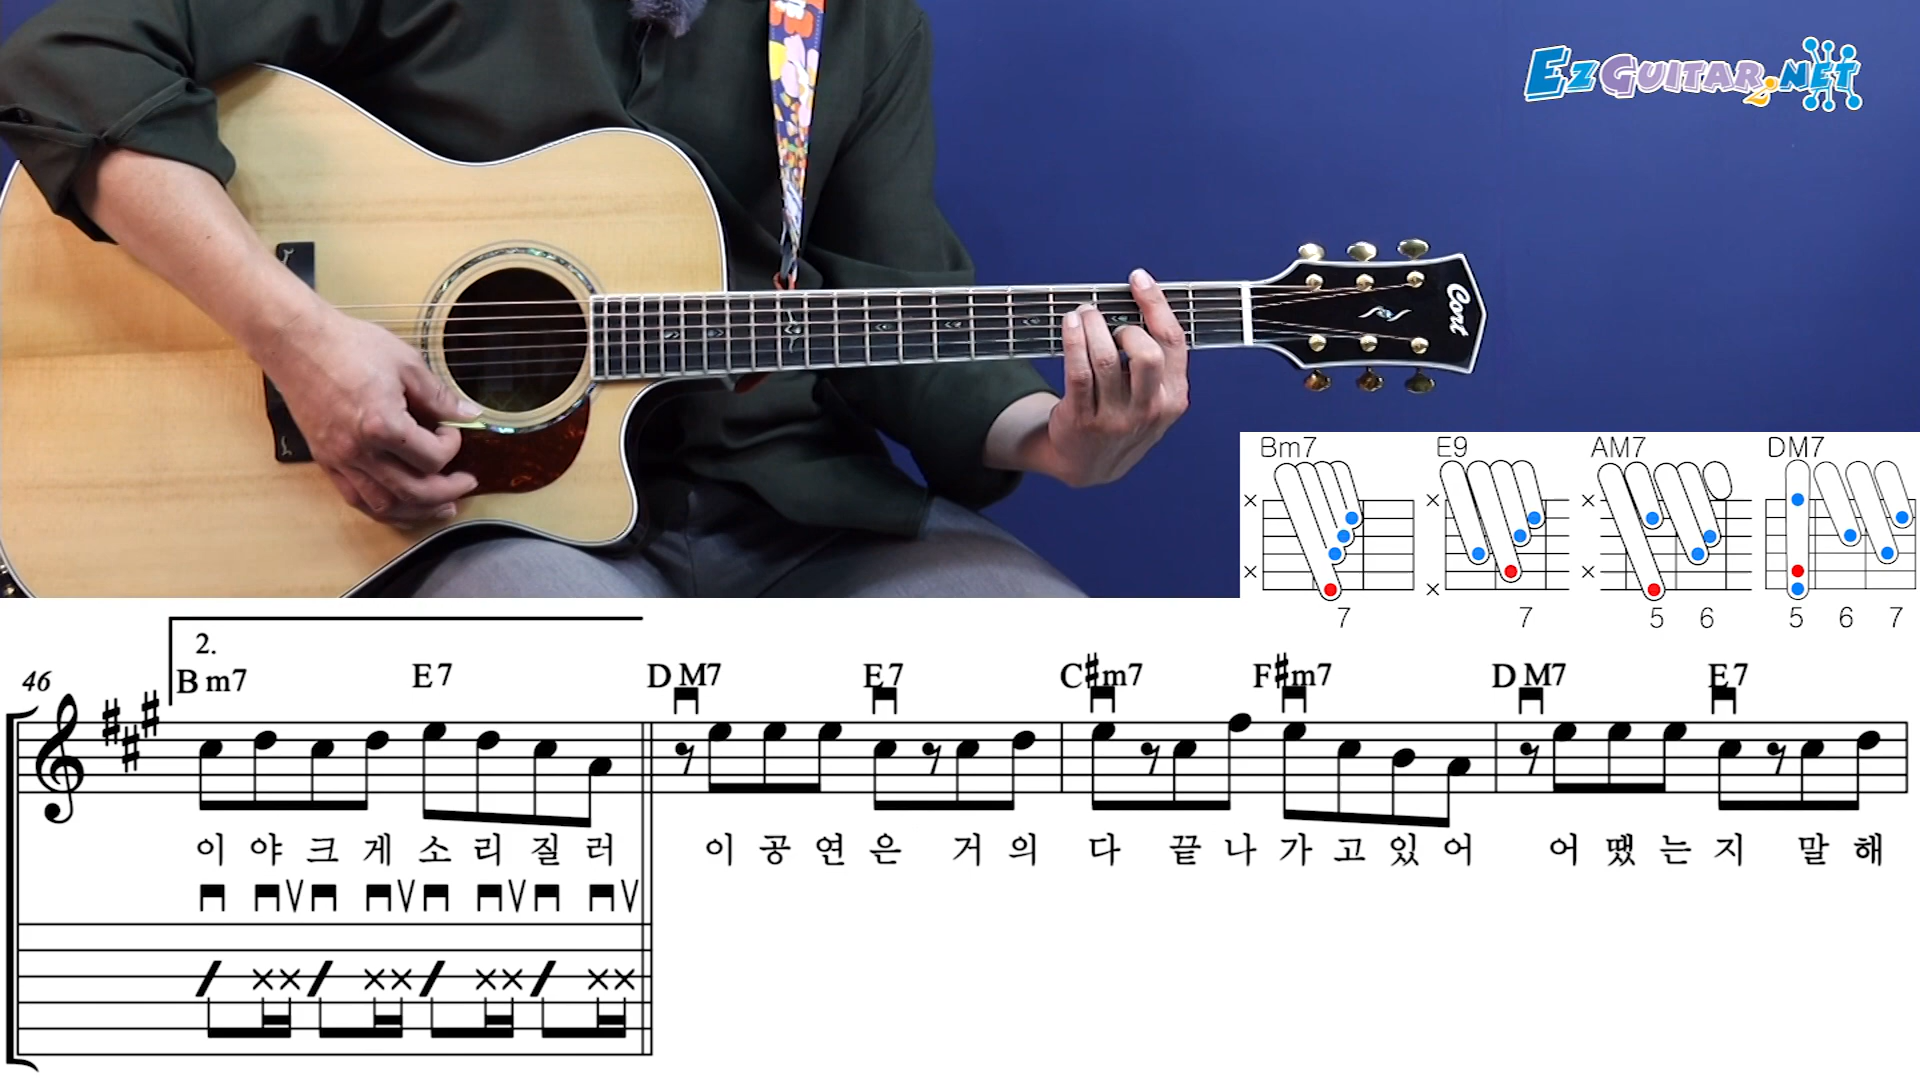 EzGUITAR2.NET
Cort
Bm7 E9 AM7 DM7
7 7 5 6 5 6 7
2.
46 Bm7 E7 DM7 E7 C#m7 F#m7 DM7 E7
이 야 크 게 소 리 질 러 이 공 연 은 거 의 다 끝 나 가 고 있 어 어 땠 는 지 말 해